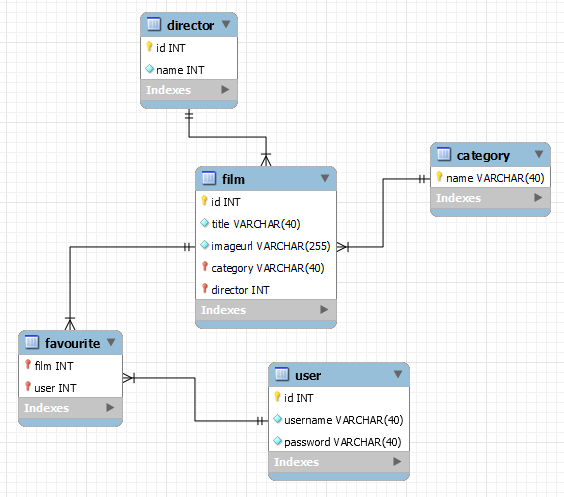 director
id INT
name INT
Indexes
film
id INT
title VARCHAR(40)
imageurl VARCHAR(255)
category VARCHAR(40)
director INT
Indexes
category
name VARCHAR(40)
Indexes
favourite
film INT
user INT
Indexes
user
id INT
username VARCHAR(40)
password VARCHAR(40)
Indexes